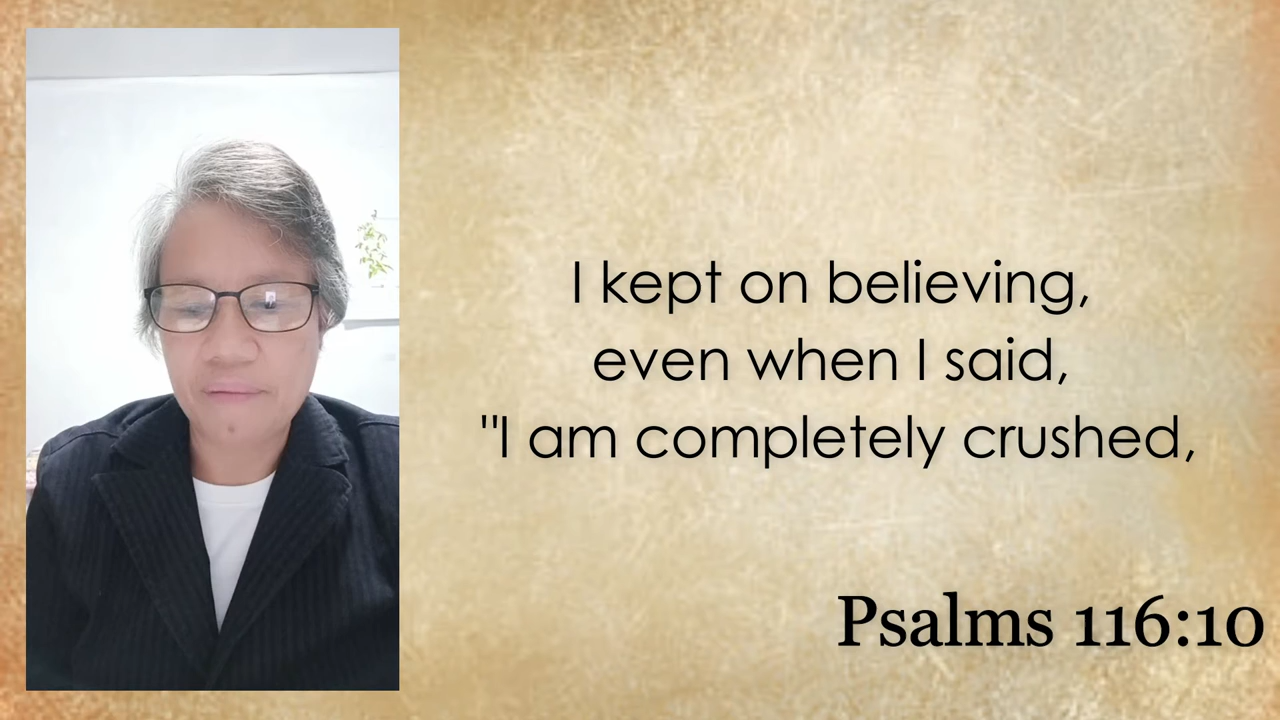 I kept on believing,
even when I said,
"I am completely crushed,
Psalms 116:10